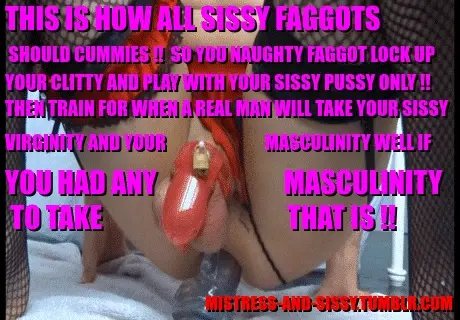 THIS IS HOW ALL SISSY FAGGOTS
SHOULD CUMMIES !! SO YOU NAUGHTY FAGGOT LOCK UP
YOUR CLITTY AND PLAY WITH YOUR SISSY PUSSY ONLY !!
THEN TRAIN FOR WHEN A REAL MAN WILL TAKE YOUR SISSY
VIRGINITY AND YOUR MASCULINITY WELL IF
YOU HAD ANY MASCULINITY
TO TAKE THAT IS !!
MISTRESS-AND-SISSY.TUMBLR.COM